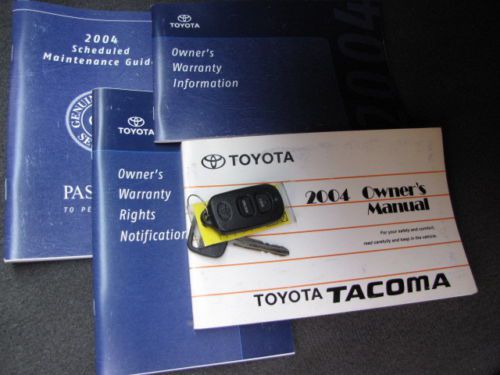 2004
Scheduled
Maintenance Guide
GENUINE
PAS
TO PE
TOYOTA
Owner's
Warranty
Information
2004
TOYOTA
Owner's
Warranty
Rights
Notification
TOYOTA
2004 Owner's
Manual
For your safety and comfort,
read carefully and keep in the vehicle.
TOYOTA TACOMA